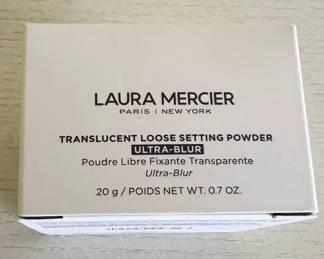 LAURA MERCIER
PARIS | NEW YORK
TRANSLUCENT LOOSE SETTING POWDER
ULTRA-BLUR
Poudre Libre Fixante Transparente
Ultra-Blur
20 g / POIDS NET WT. 0.7 OZ.